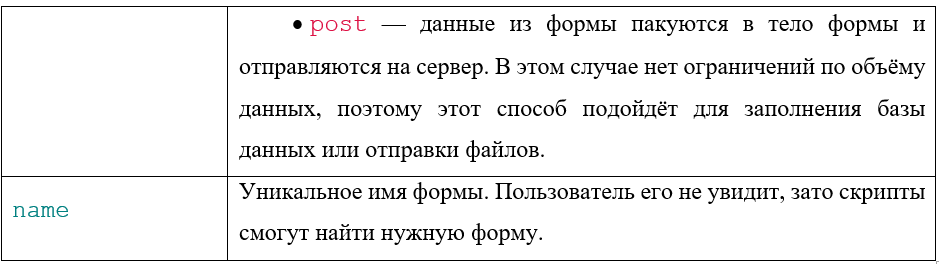 • post — данные из формы пакуются в тело формы и
отправляются на сервер. В этом случае нет ограничений по объёму
данных, поэтому этот способ подойдёт для заполнения базы
данных или отправки файлов.
name
Уникальное имя формы. Пользователь его не увидит, зато скрипты
смогут найти нужную форму.